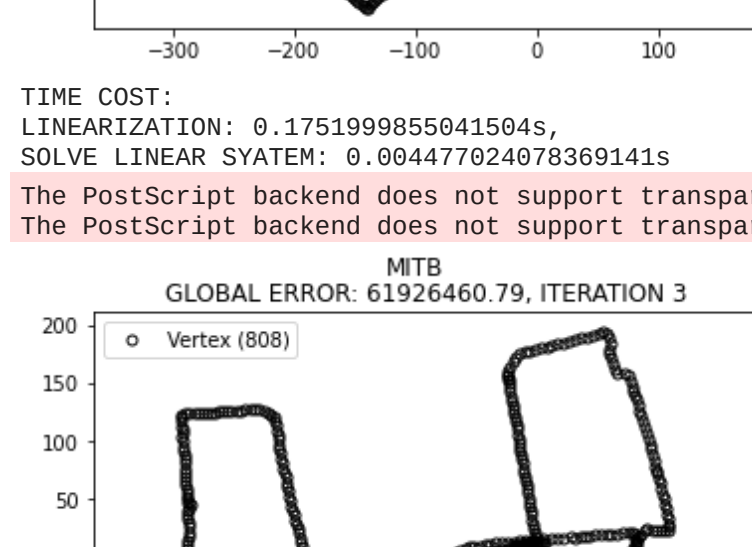 −300 −200 −100 0 100
TIME COST:
LINEARIZATION: 0.1751999855041504s,
SOLVE LINEAR SYATEM: 0.004477024078369141s
The PostScript backend does not support
The PostScript backend does not support
MITB
GLOBAL ERROR: 61926460.79, ITERATION 3
Vertex (808)
200
150
100
50